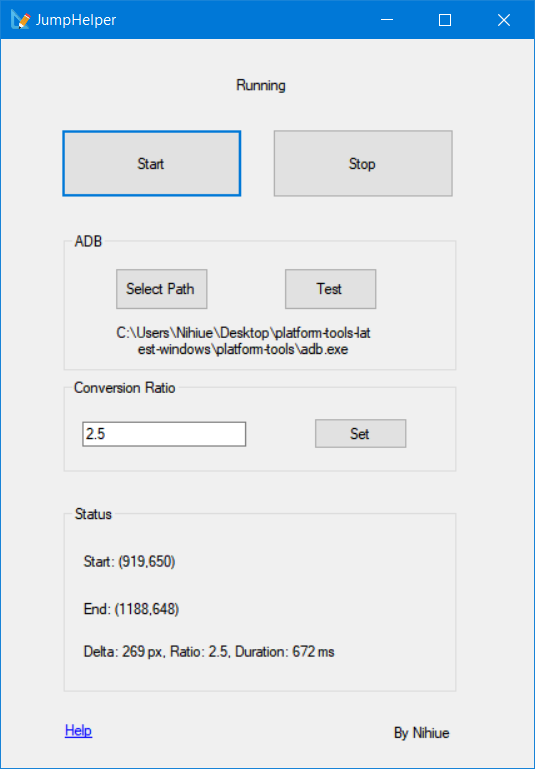 JumpHelper
Running
Start
Stop
ADB
Select Path
Test
C:\Users\Nihiue\Desktop\platform-tools-lat
est-windows\platform-tools\adb.exe
Conversion Ratio
2.5
Set
Status
Start: (919,650)
End: (1188,648)
Delta: 269 px, Ratio: 2.5, Duration: 672 ms
Help
By Nihiue